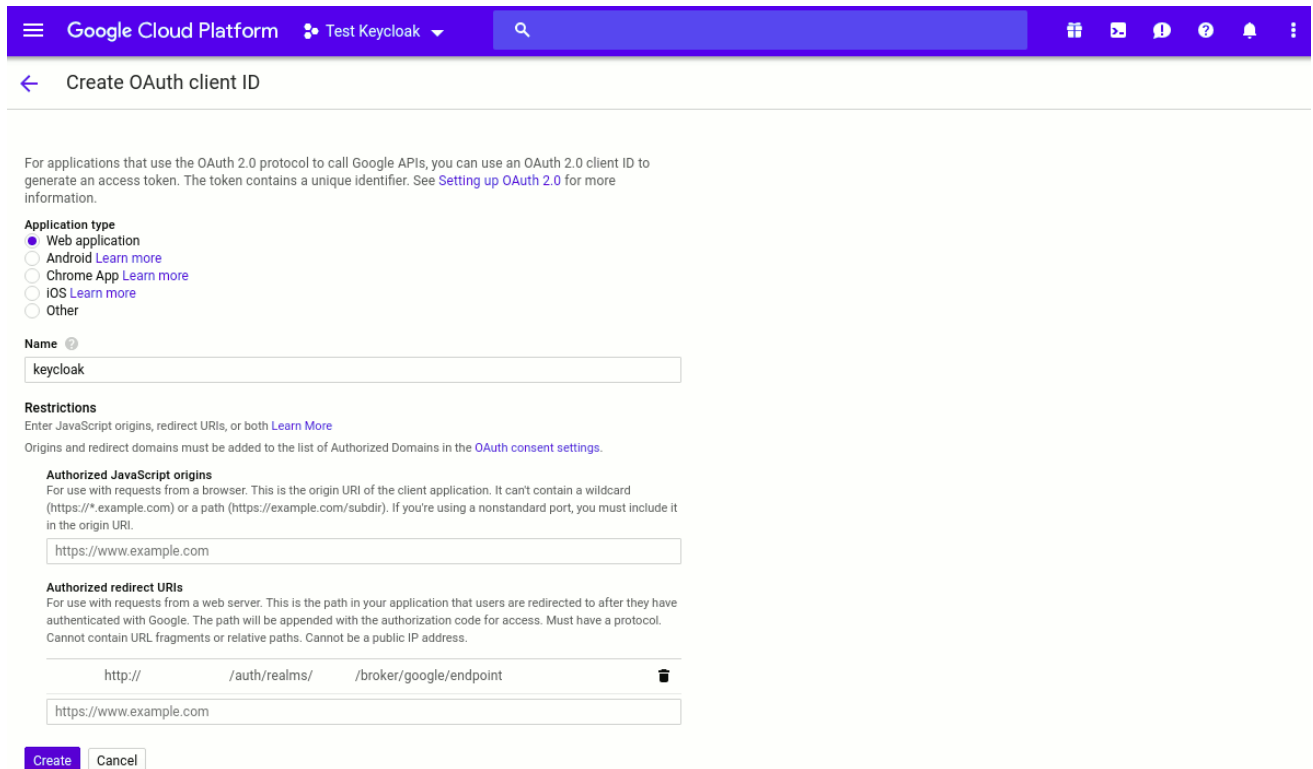 Google Cloud Platform Test Keycloak
Create OAuth client ID
For applications that use the OAuth 2.0 protocol to call Google APIs, you can use an OAuth 2.0 client ID to
generate an access token. The token contains a unique identifier. See Setting up OAuth 2.0 for more
information.
Application type
Web application
Android Learn more
Chrome App Learn more
iOS Learn more
Other
Name
keycloak
Restrictions
Enter JavaScript origins, redirect URIs, or both Learn More
Origins and redirect domains must be added to the list of Authorized Domains in the OAuth consent settings.
Authorized JavaScript origins
For use with requests from a browser. This is the origin URI of the client application. It can't contain a wildcard
(https://*.example.com) or a path (https://example.com/subdir). If you're using a nonstandard port, you must include it
in the origin URI.
https://www.example.com
Authorized redirect URIs
For use with requests from a web server. This is the path in your application that users are redirected to after they have
authenticated with Google. The path will be appended with the authorization code for access. Must have a protocol.
Cannot contain URL fragments or relative paths. Cannot be a public IP address.
http:// /auth/realms/ /broker/google/endpoint
https://www.example.com
Create Cancel